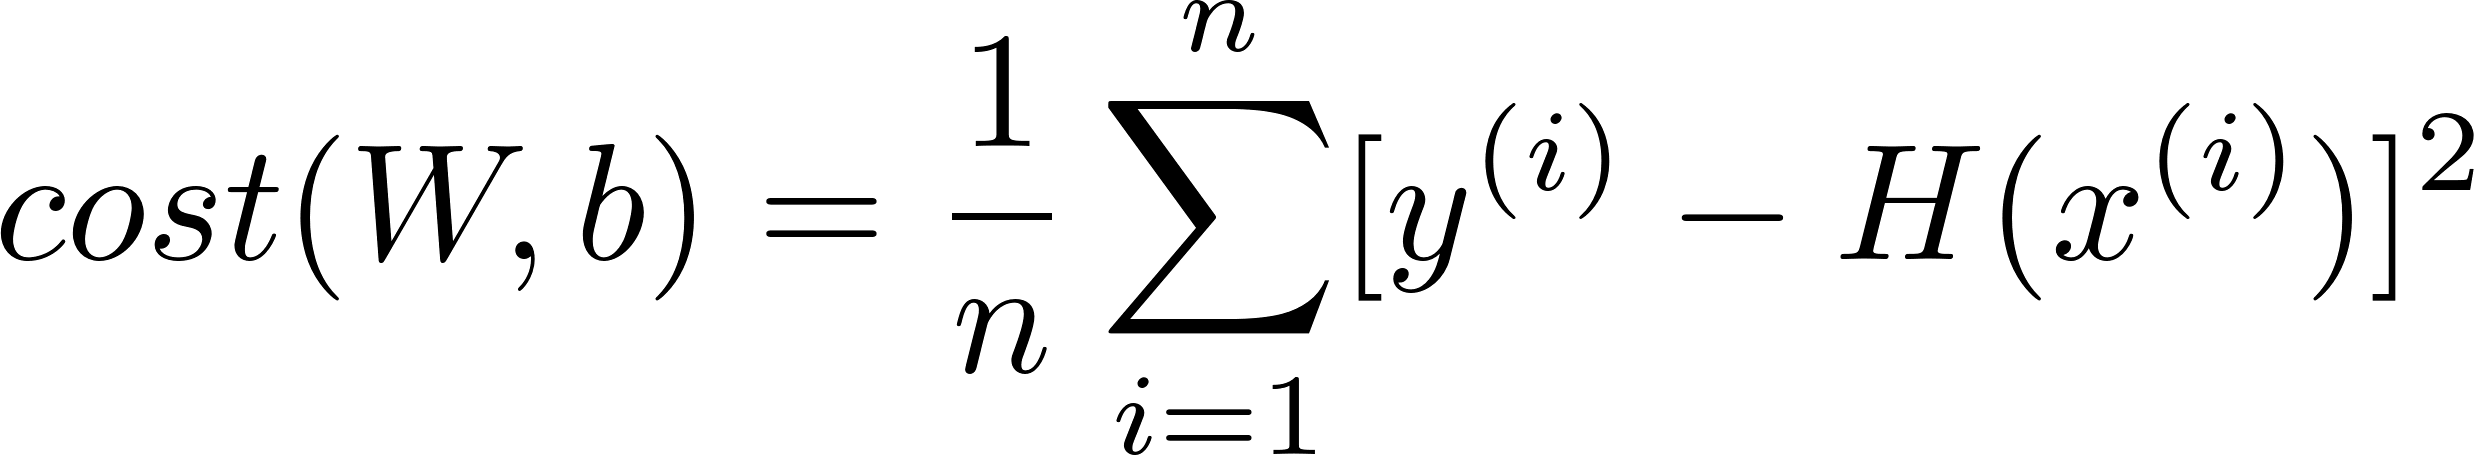 cost(W, b) = \frac{1}{n} \sum_{i=1}^{n} [y^{(i)} - H(x^{(i)})]^2